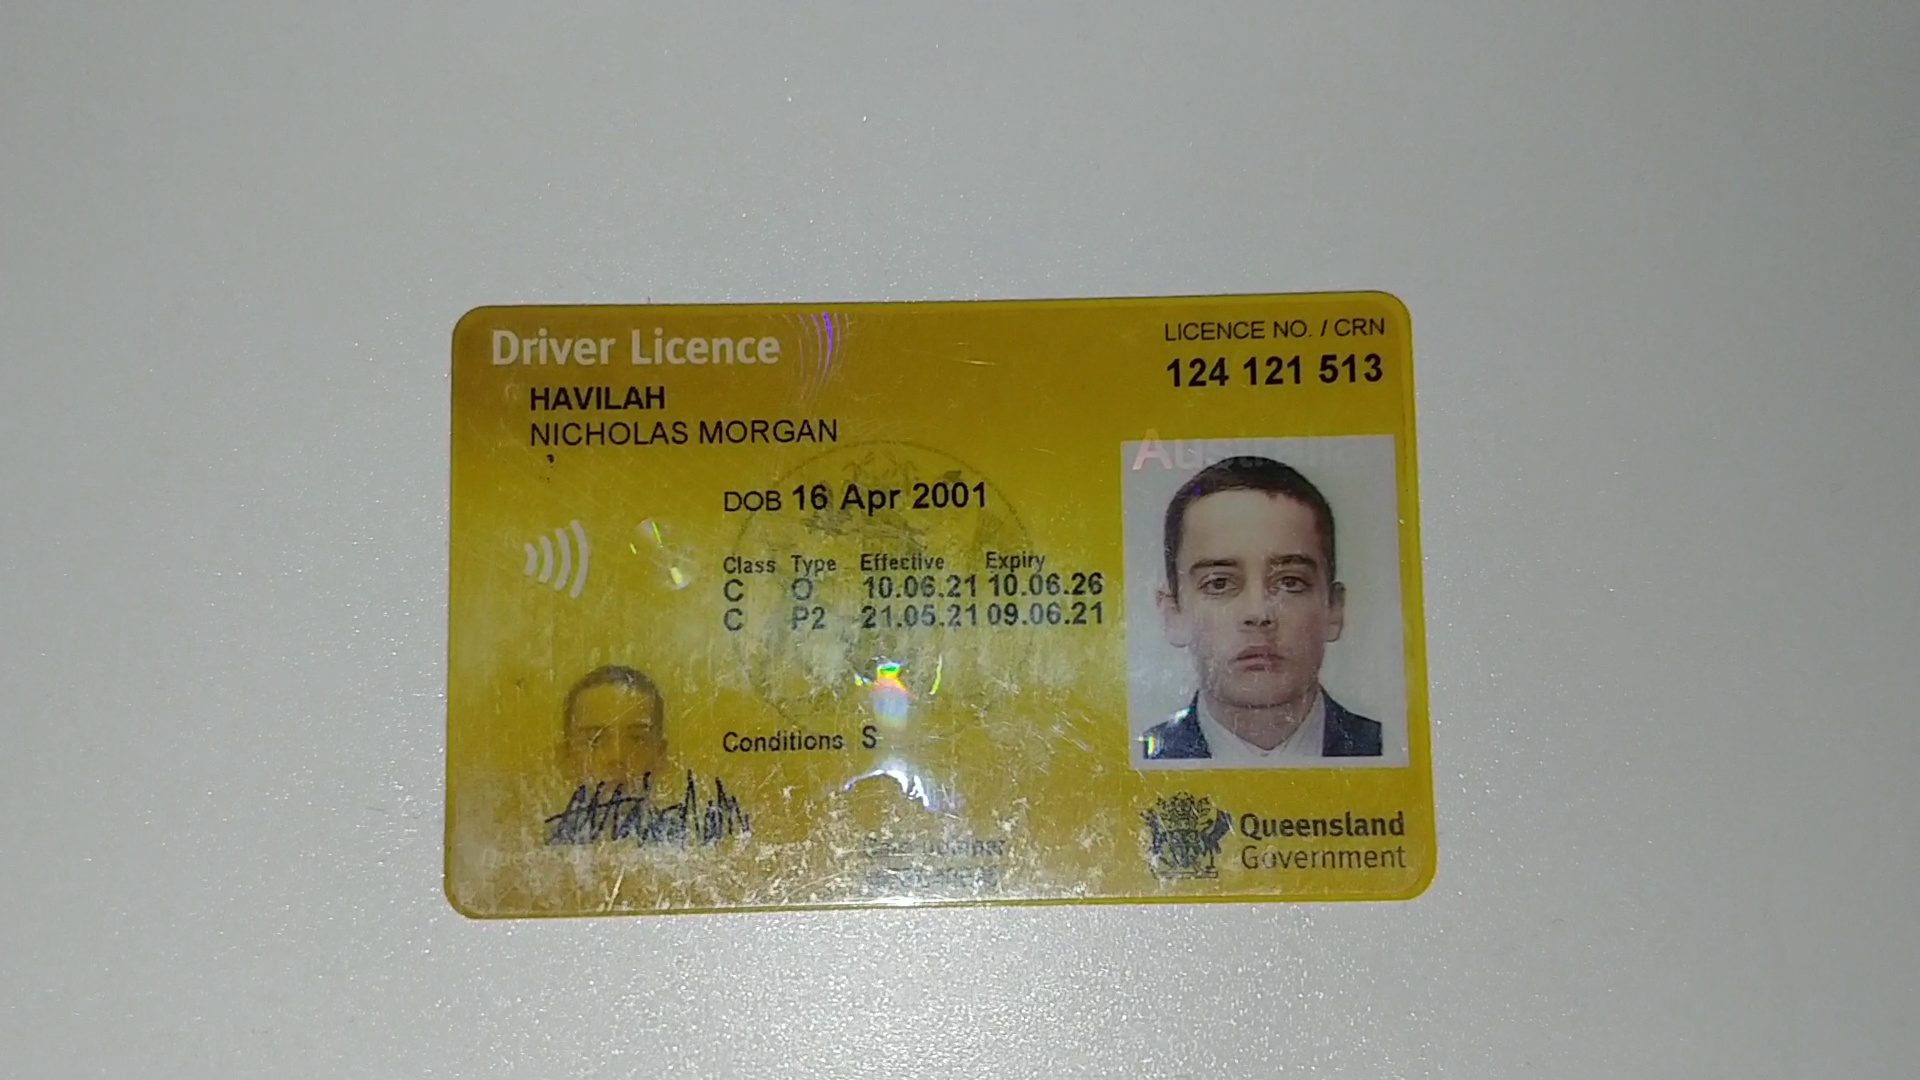 Driver Licence
LICENCE NO. / CRN
124 121 513
HAVILAH
NICHOLAS MORGAN
Australia
DOB 16 Apr 2001
Class Type Effective Expiry
C O 10.06.21 10.06.26
C P2 21.05.21 09.06.21
Conditions S
Queensland
Government